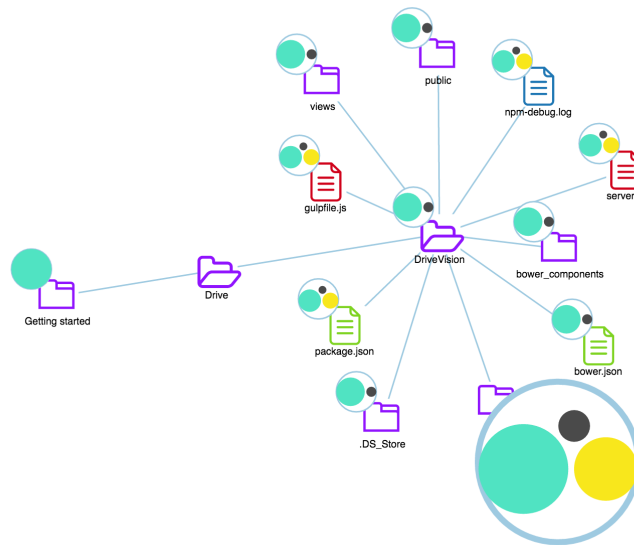 public
views
npm-debug.log
server
gulpfile.js
DriveVision
bower_components
Drive
Getting started
package.json
bower.json
.DS_Store